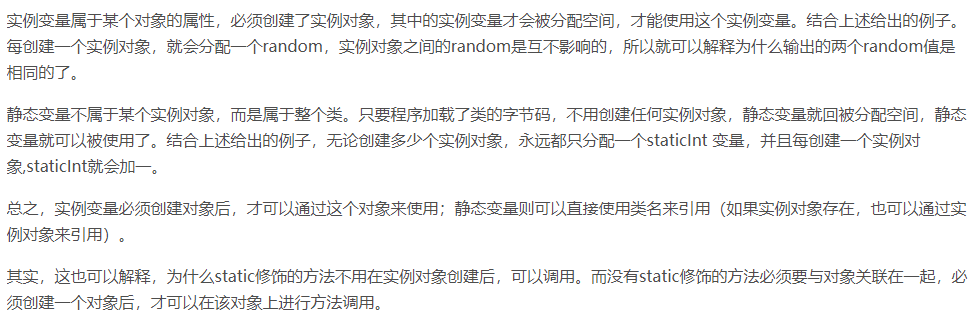 实例变量属于某个对象的属性，必须创建了实例对象，其中的实例变量才会被分配空间，才能使用这个实例变量。结合上述给出的例子。
每创建一个实例对象，就会分配一个random，实例对象之间的random是互不影响的，所以就可以解释为什么输出的两个random值是
相同的了。
静态变量不属于某个实例对象，而是属于整个类。只要程序加载了类的字节码，不用创建任何实例对象，静态变量就回被分配空间，静态
变量就可以被使用了。结合上述给出的例子，无论创建多少个实例对象，永远都只分配一个staticInt 变量，并且每创建一个实例对
象,staticInt就会加一。
总之，实例变量必须创建对象后，才可以通过这个对象来使用；静态变量则可以直接使用类名来引用（如果实例对象存在，也可以通过实
例对象来引用）。
其实，这也可以解释，为什么static修饰的方法不用在实例对象创建后，可以调用。而没有static修饰的方法必须要与对象关联在一起，必
须创建一个对象后，才可以在该对象上进行方法调用。